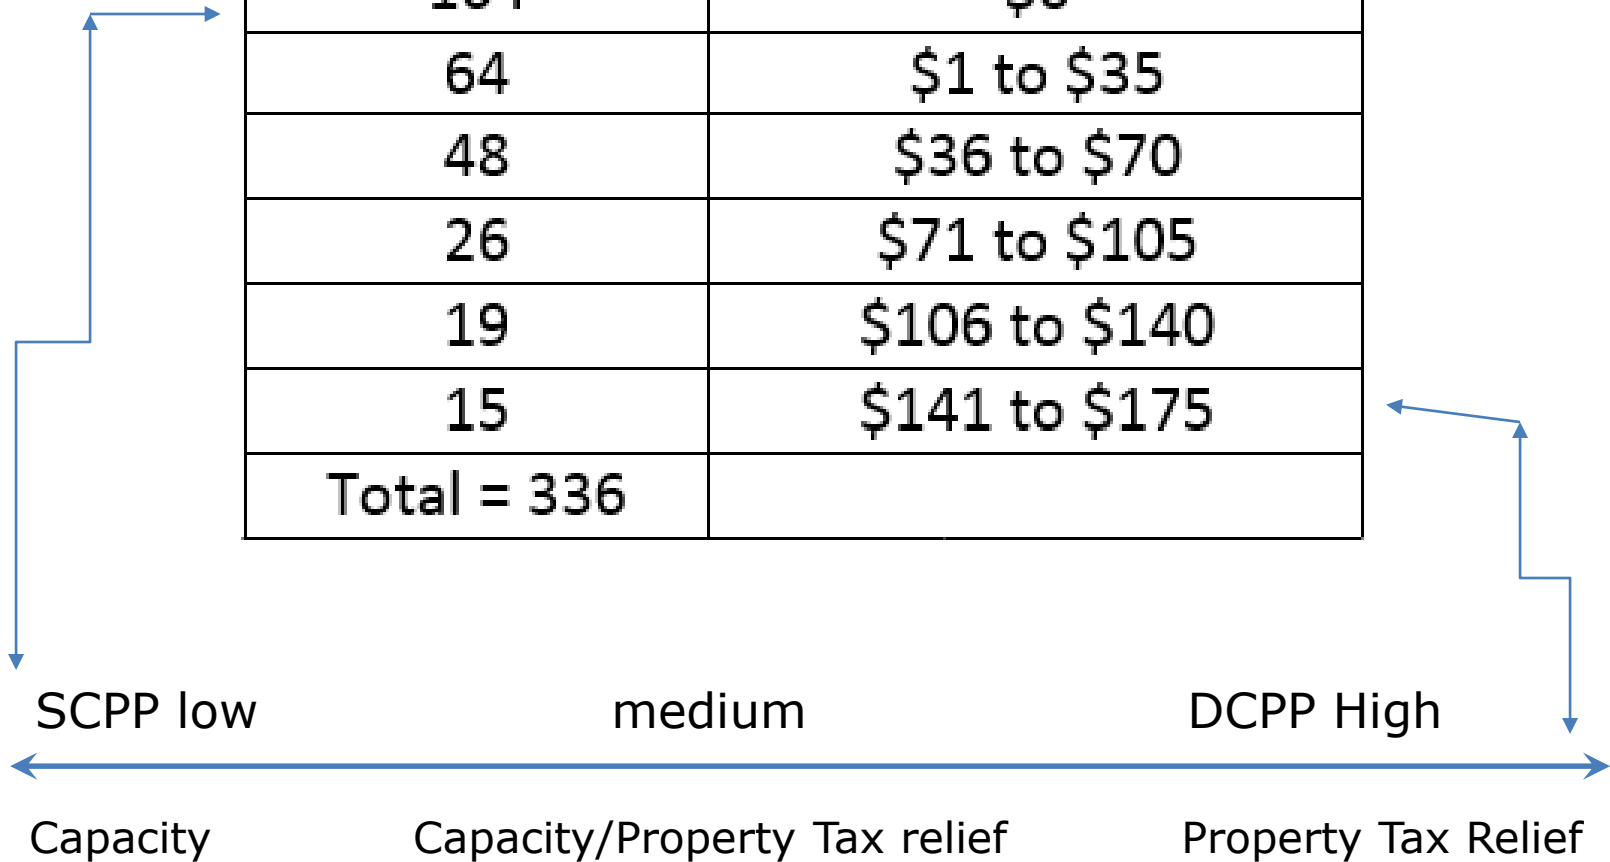 64 $1 to $35
48 $36 to $70
26 $71 to $105
19 $106 to $140
15 $141 to $175
Total = 336
SCPP low medium DCPP High
Capacity Capacity/Property Tax relief Property Tax Relief